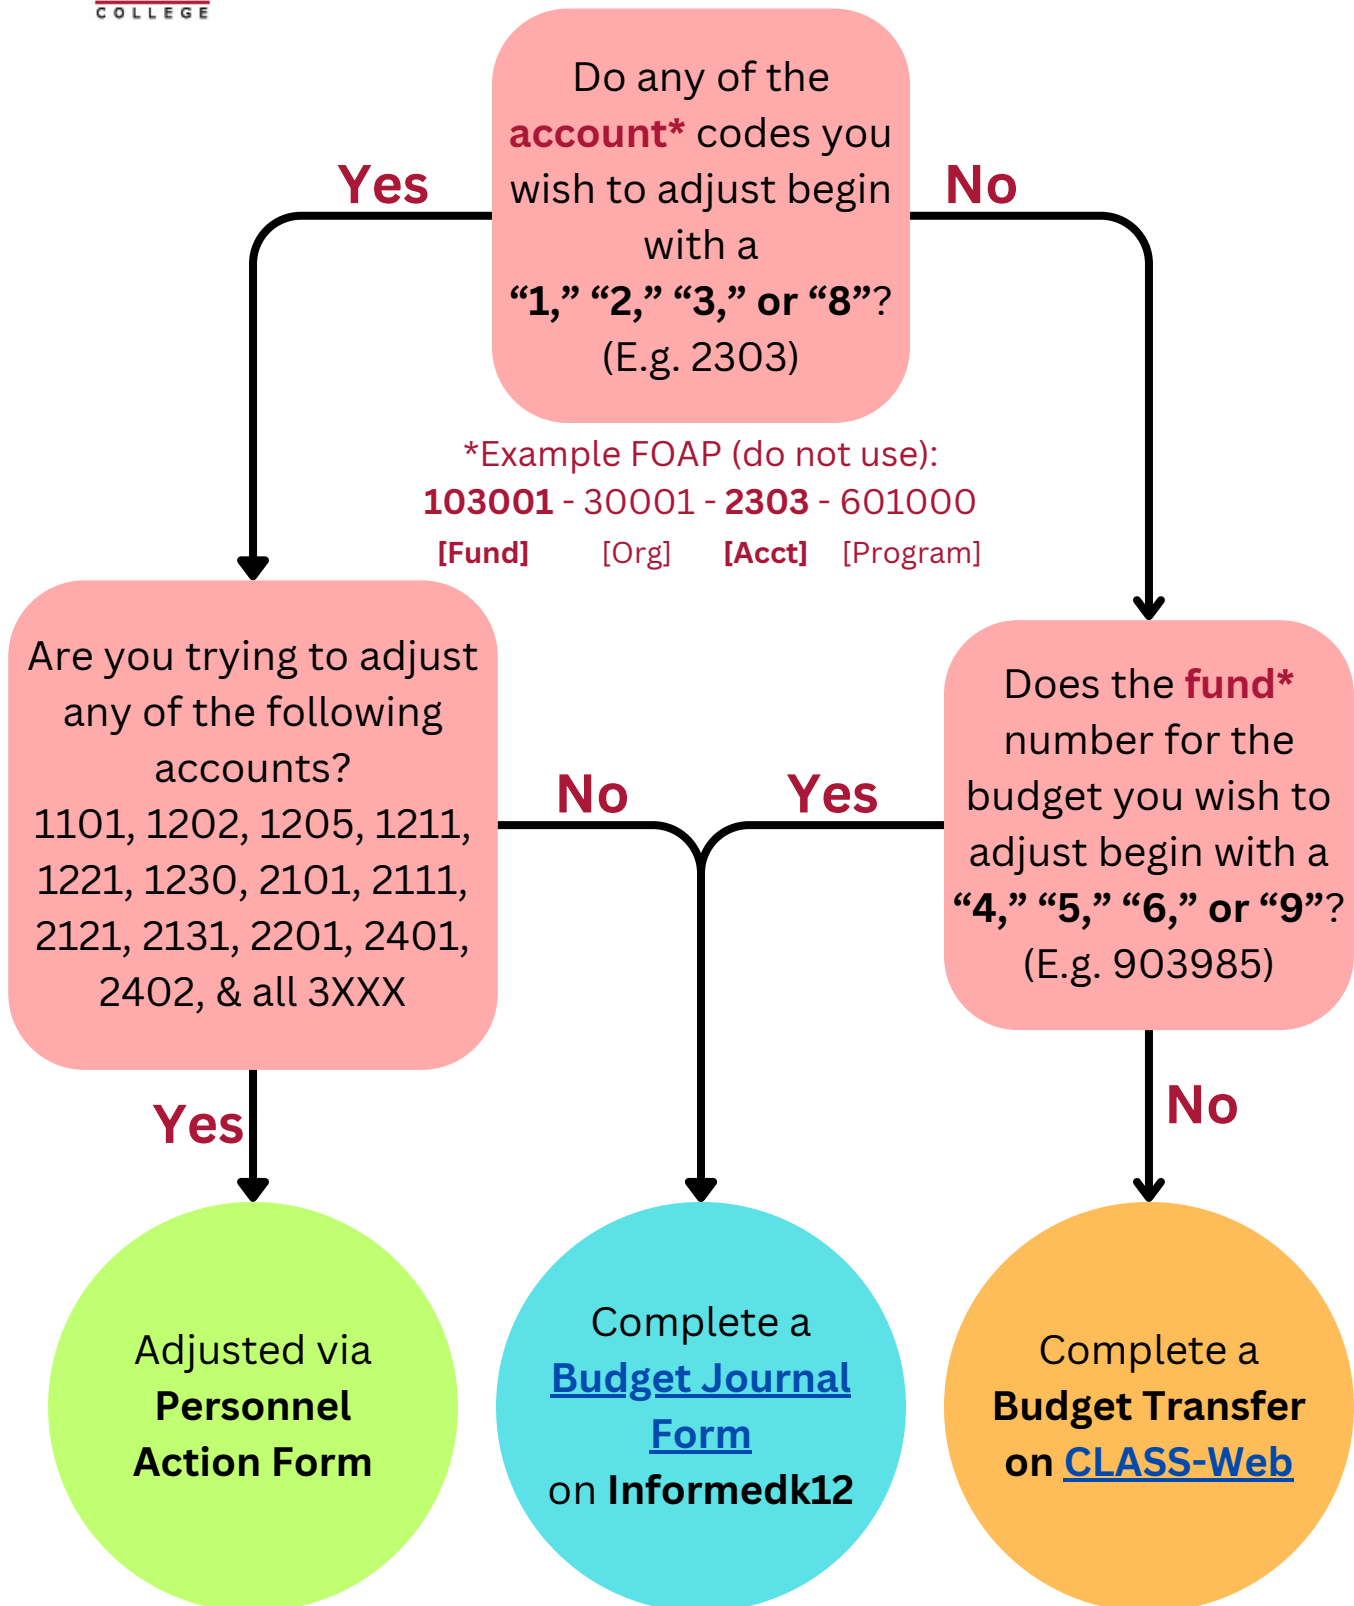 COLLEGE
Do any of the
account* codes you
wish to adjust begin
with a
“1,” “2,” “3,” or “8”?
(E.g. 2303)
Yes
No
*Example FOAP (do not use):
103001 - 30001 - 2303 - 601000
[Fund] [Org] [Acct] [Program]
Are you trying to adjust
any of the following
accounts?
1101, 1202, 1205, 1211,
1221, 1230, 2101, 2111,
2121, 2131, 2201, 2401,
2402, & all 3XXX
No
Yes
Does the fund*
number for the
budget you wish to
adjust begin with a
“4,” “5,” “6,” or “9”?
(E.g. 903985)
Yes
No
Adjusted via
Personnel
Action Form
Complete a
Budget Journal
Form
on Informedk12
Complete a
Budget Transfer
on CLASS-Web